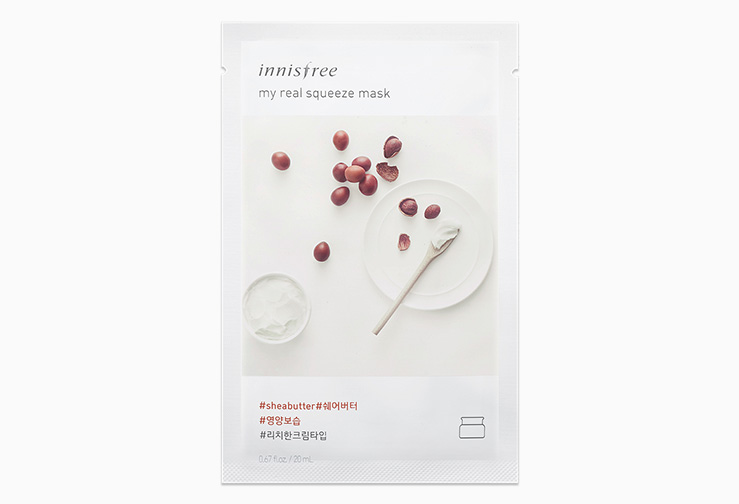 innisfree
my real squeeze mask
#sheabutter#쉐어버터
#영양보습
#리치한크림타입
0.67 fl.oz. / 20 mL